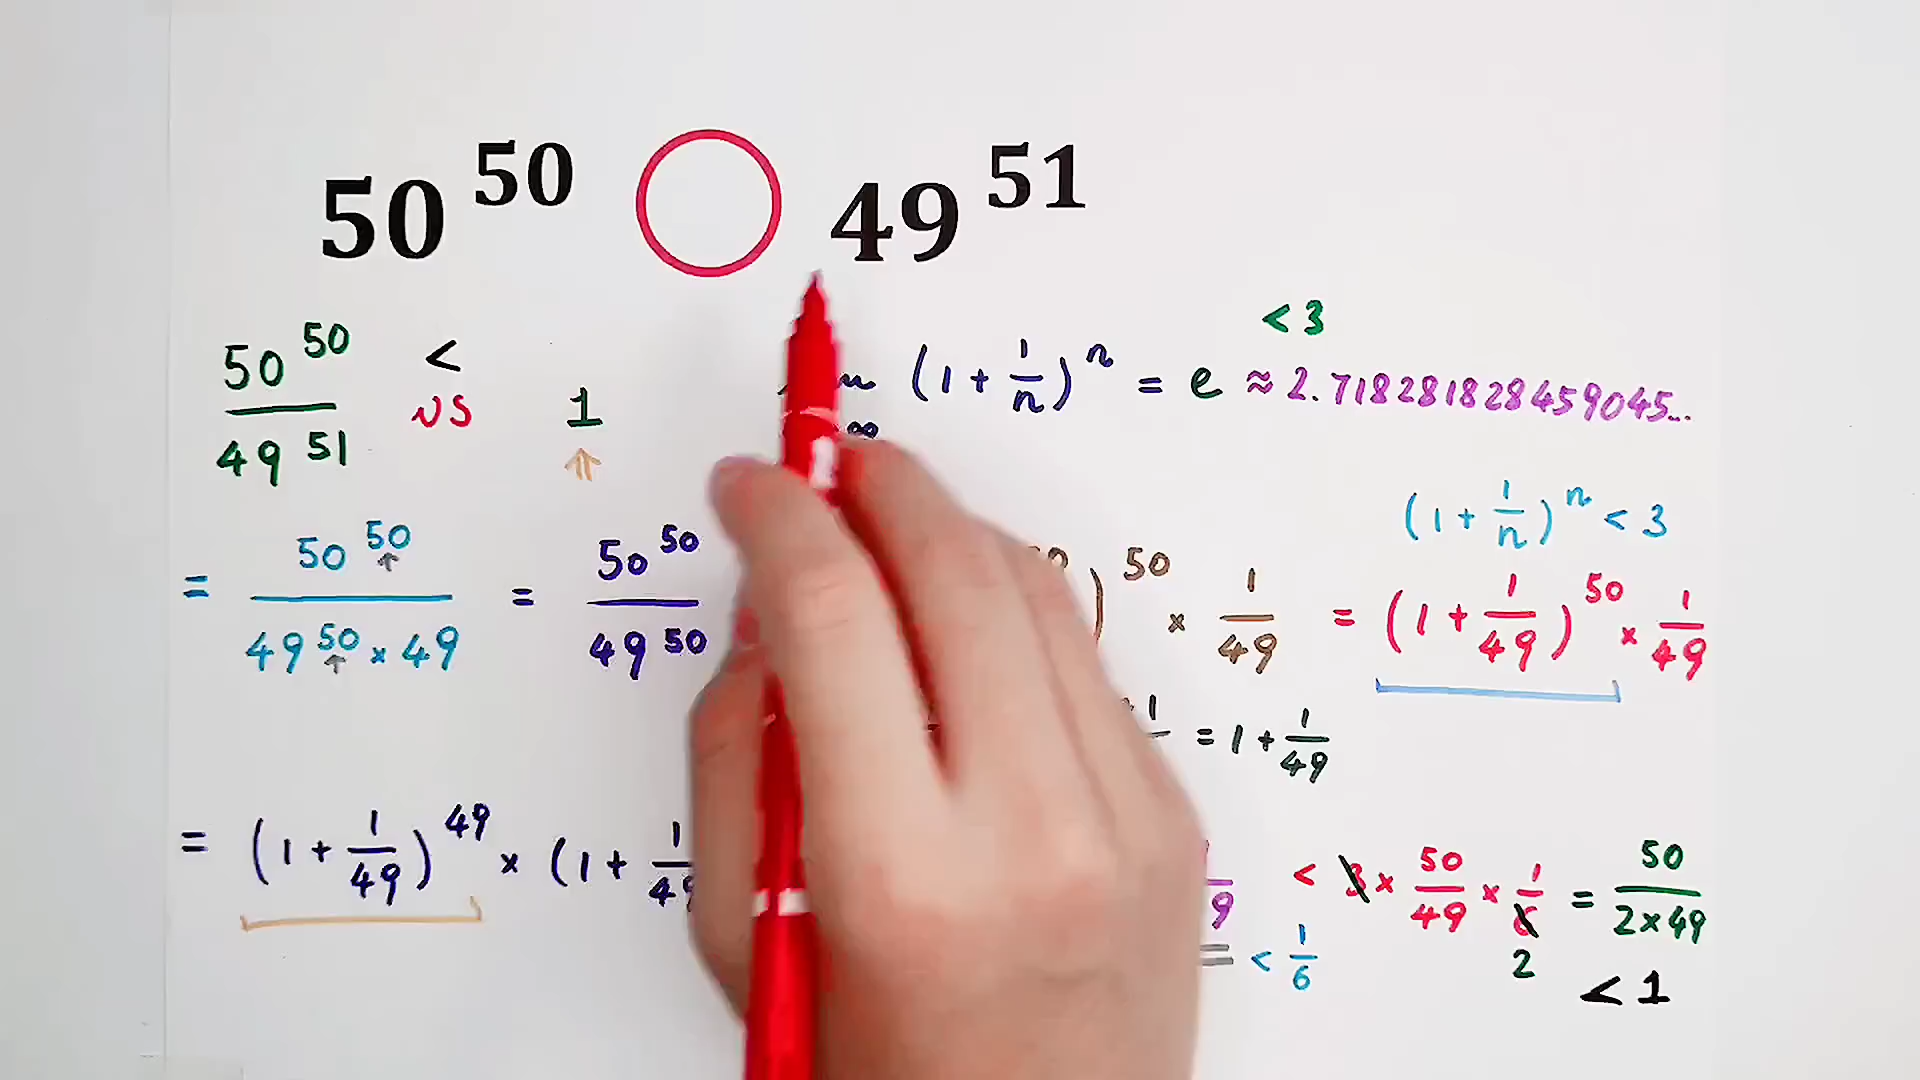 50^50 ◯ 49^51
< 3
50^50 / 49^51 < vs 1
(1 + 1/n)^n = e ≈ 2.718281828459045...
∞
(1 + 1/n)^n < 3
= 50^50 / (49^50 × 49) = 50^50 / 49^50
)^50 × 1/49 = (1 + 1/49)^50 × 1/49
= 1 + 1/49
= (1 + 1/49)^49 × (1 + 1/49
< 3 × 50/49 × 1/6 = 50 / (2×49)
< 1/6
2
< 1